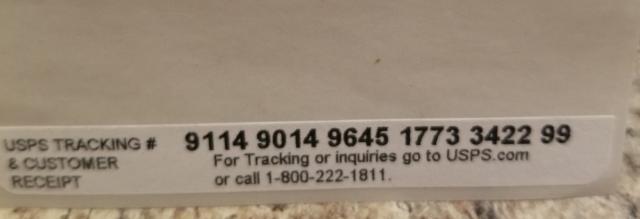 USPS TRACKING # 9114 9014 9645 1773 3422 99
& CUSTOMER For Tracking or inquiries go to USPS.com
RECEIPT or call 1-800-222-1811.